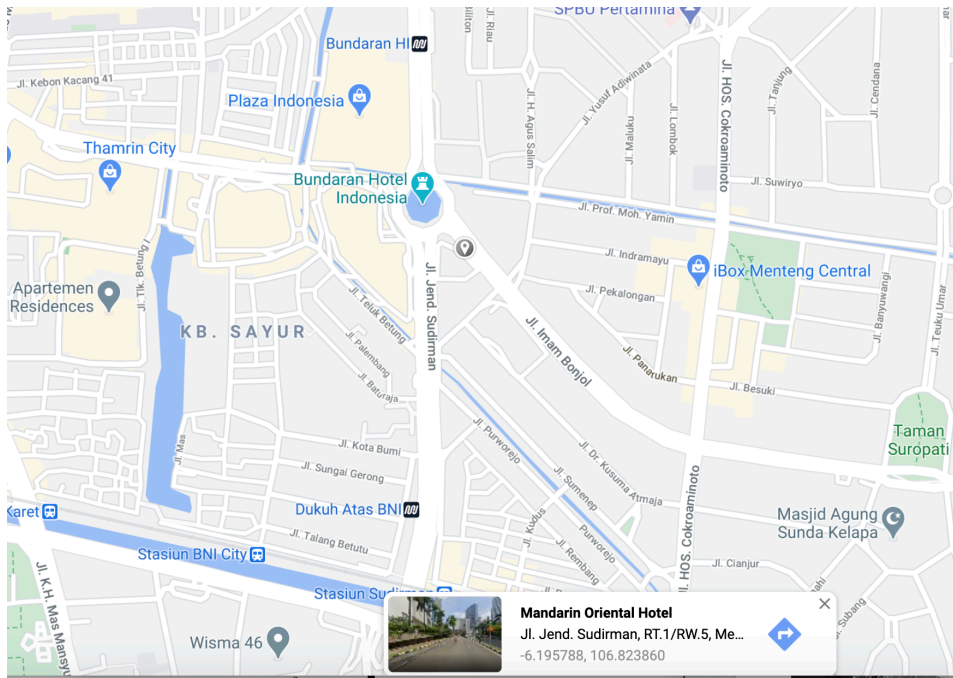 SPBU Pertamina
Bundaran HI
Biliton
Jl. Riau
Jl. Kebon Kacang 41
Plaza Indonesia
Jl. H. Agus Salim
Jl. Yusuf Adiwinata
Jl. Maluku
Jl. Lombok
Jl. HOS. Cokroaminoto
Jl. Tanjung
Jl. Cendana
Thamrin City
Bundaran Hotel
Indonesia
Jl. Suwiryo
Jl. Prof. Moh. Yamin
Jl. Tlk. Betung I
Jl. Indramayu
iBox Menteng Central
Apartemen
Residences
Jl. Pekalongan
KB. SAYUR
Jl. Teluk Betung
Jl. Jend. Sudirman
Jl. Imam Bonjol
Jl. Banyuwangi
Jl. Teuku Umar
Jl. Palembang
Jl. Baturaja
Jl. Panarukan
Jl. Besuki
Jl. Mas
Jl. Kota Bumi
Jl. Sungai Gerong
Jl. Purworejo
Jl. Dr. Kusuma Atmaja
Taman
Suropati
Jl. Sumenep
Karet
Dukuh Atas BNI
Jl. Kudus
Purworejo
Jl. HOS. Cokroaminoto
Masjid Agung
Sunda Kelapa
Jl. Talang Betutu
Stasiun BNI City
Jl. Rembang
Jl. Cianjur
Jl. K.H. Mas Mansyu
Stasiun Sudirman
Jl. Subang
Wisma 46
Mandarin Oriental Hotel
Jl. Jend. Sudirman, RT.1/RW.5, Me...
-6.195788, 106.823860